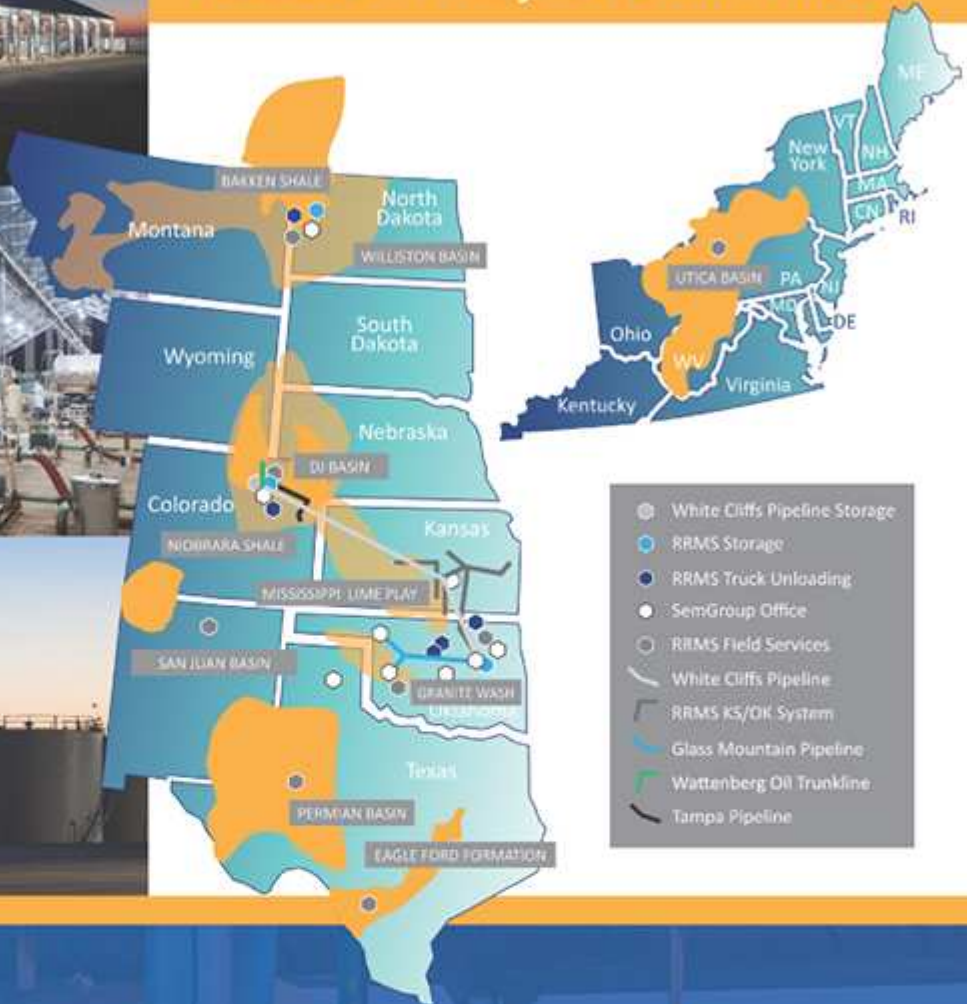 ME
VT
New
York
NH
MA
CN
RI
BAKKEN SHALE
North
Dakota
Montana
WILLISTON BASIN
UTICA BASIN
PA
NJ
MD
DE
Ohio
WV
Virginia
Kentucky
South
Dakota
Wyoming
Nebraska
DJ BASIN
Colorado
Kansas
NIOBRARA SHALE
MISSISSIPPI LIME PLAY
SAN JUAN BASIN
GRANITE WASH
Oklahoma
Texas
PERMIAN BASIN
EAGLE FORD FORMATION
White Cliffs Pipeline Storage
RRMS Storage
RRMS Truck Unloading
SemGroup Office
RRMS Field Services
White Cliffs Pipeline
RRMS KS/OK System
Glass Mountain Pipeline
Wattenberg Oil Trunkline
Tampa Pipeline